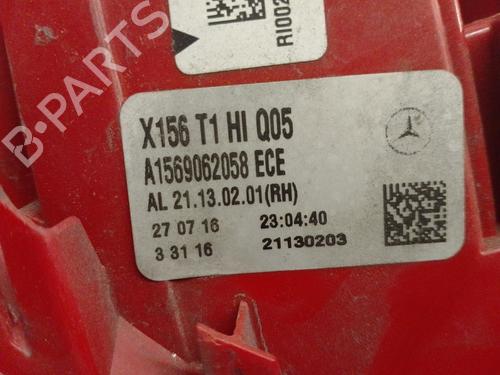 RI002
X156 T1 HI Q05
A1569062058 ECE
AL 21.13.02.01(RH)
27 07 16 23:04:40
3 31 16 21130203
B-PARTS